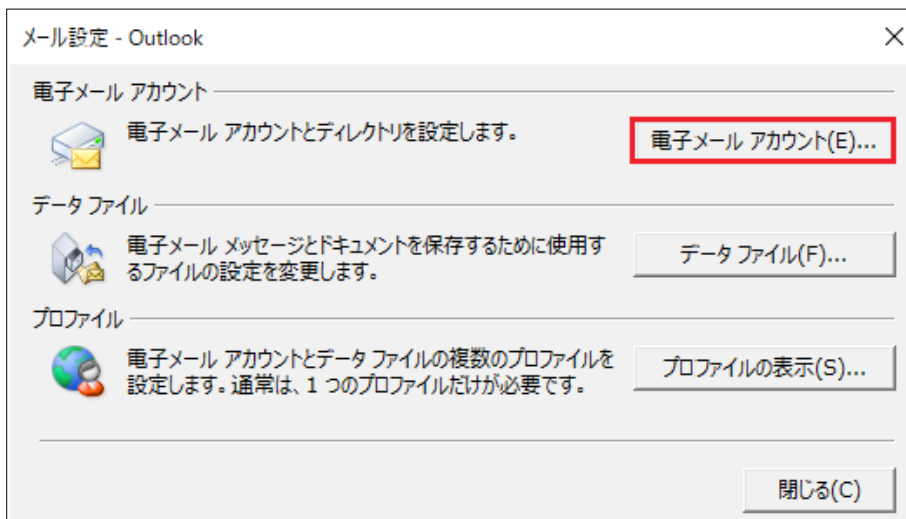 メール設定 - Outlook
電子メール アカウント
電子メール アカウントとディレクトリを設定します。
電子メール アカウント(E)...
データ ファイル
電子メール メッセージとドキュメントを保存するために使用す
るファイルの設定を変更します。
データ ファイル(F)...
プロファイル
電子メール アカウントとデータ ファイルの複数のプロファイルを
設定します。通常は、1 つのプロファイルだけが必要です。
プロファイルの表示(S)...
閉じる(C)